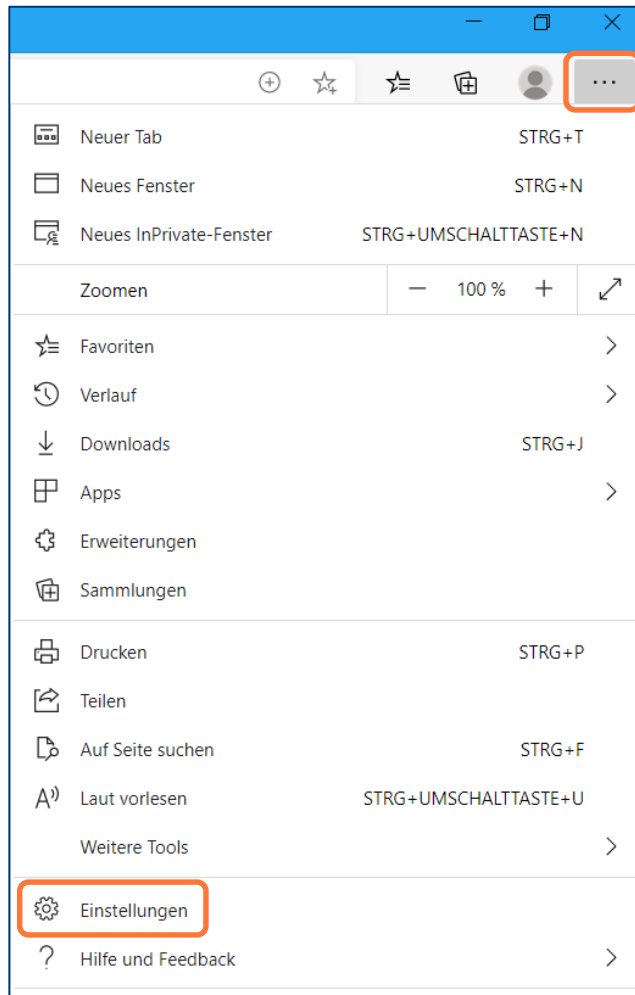 Neuer Tab STRG+T
Neues Fenster STRG+N
Neues InPrivate-Fenster STRG+UMSCHALTTASTE+N
Zoomen — 100 % +
Favoriten
Verlauf
Downloads STRG+J
Apps
Erweiterungen
Sammlungen
Drucken STRG+P
Teilen
Auf Seite suchen STRG+F
Laut vorlesen STRG+UMSCHALTTASTE+U
Weitere Tools
Einstellungen
Hilfe und Feedback